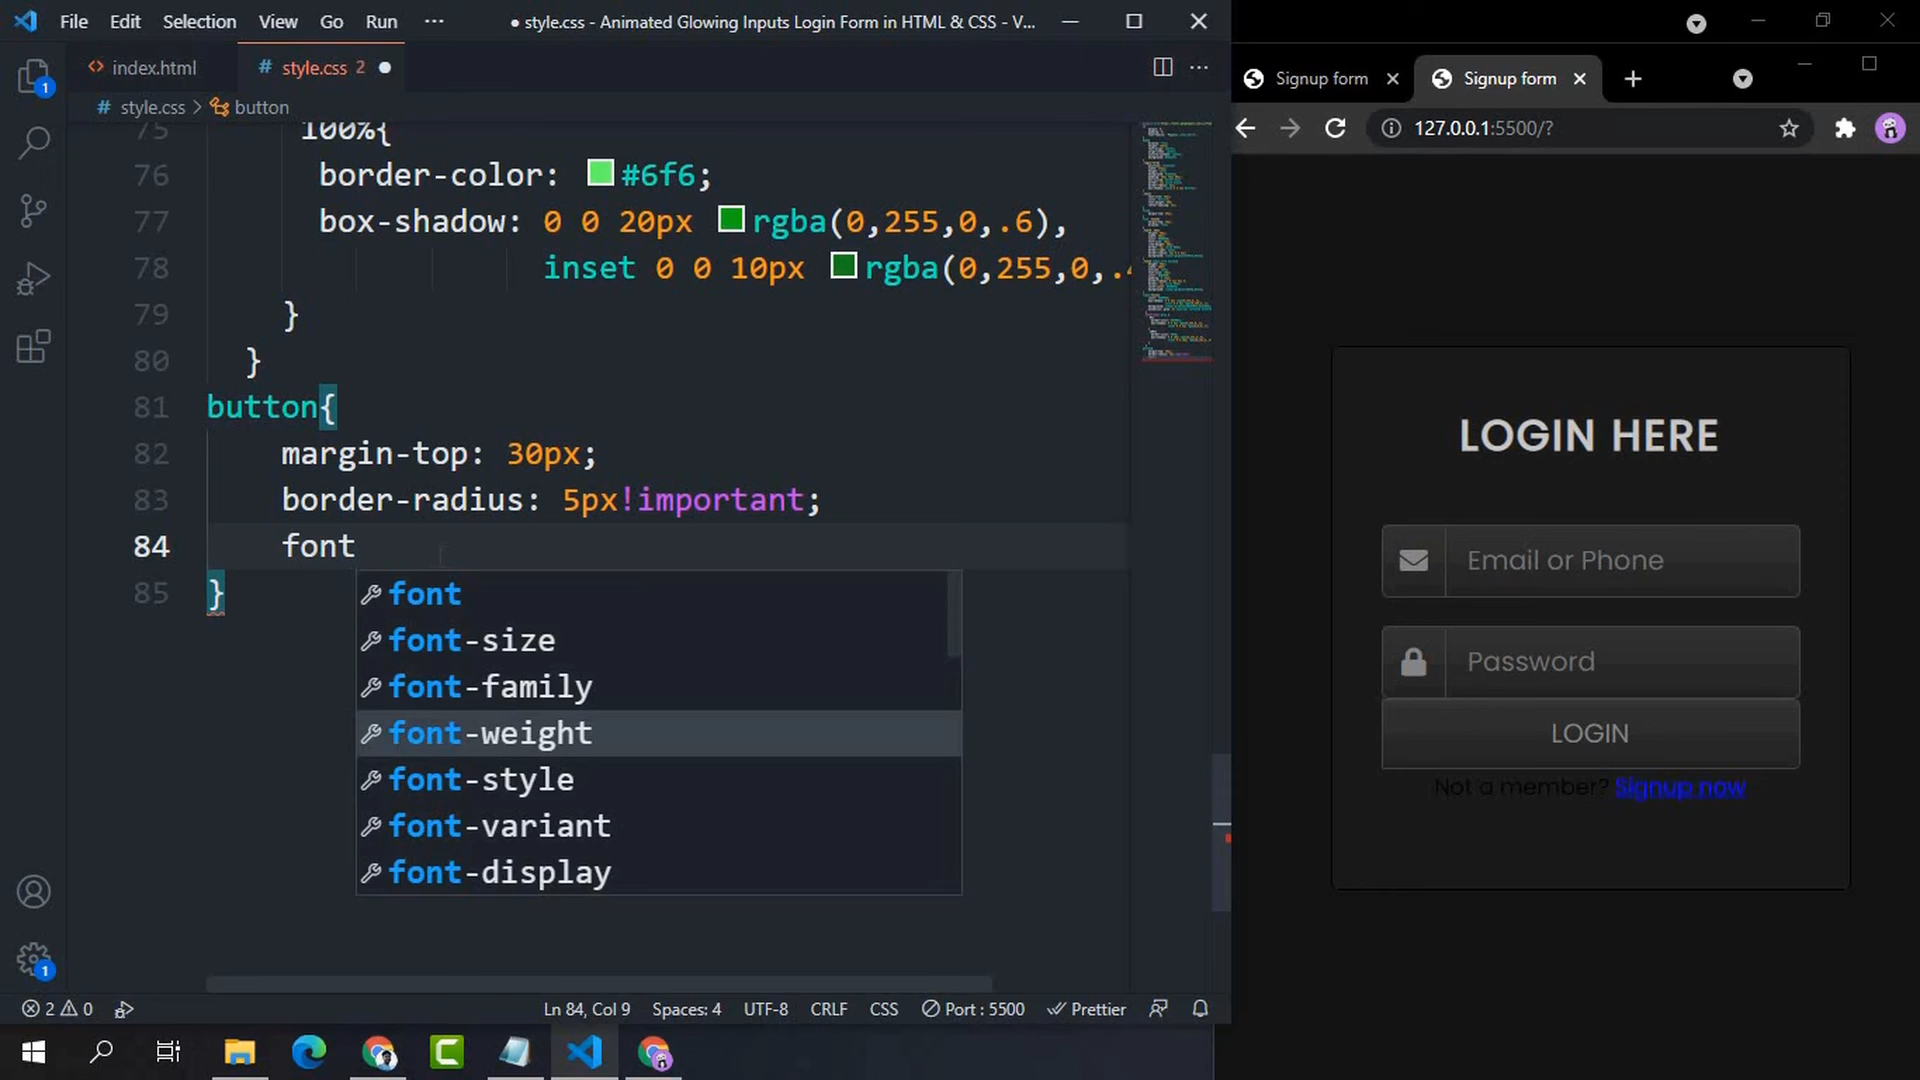 File Edit Selection View Go Run ··· ● style.css - Animated Glowing Inputs Login Form in HTML & CSS - V...
index.html # style.css 2 ●
# style.css > button
75 100%{
76 border-color: #6f6;
77 box-shadow: 0 0 20px rgba(0,255,0,.6),
78 inset 0 0 10px rgba(0,255,0,.4
79 }
80 }
81 button{
82 margin-top: 30px;
83 border-radius: 5px!important;
84 font
85 }
font
font-size
font-family
font-weight
font-style
font-variant
font-display
1
1
2 0 Ln 84, Col 9 Spaces: 4 UTF-8 CRLF CSS Port : 5500 Prettier
Signup form Signup form
127.0.0.1:5500/?
LOGIN HERE
Email or Phone
Password
LOGIN
Not a member? Signup now